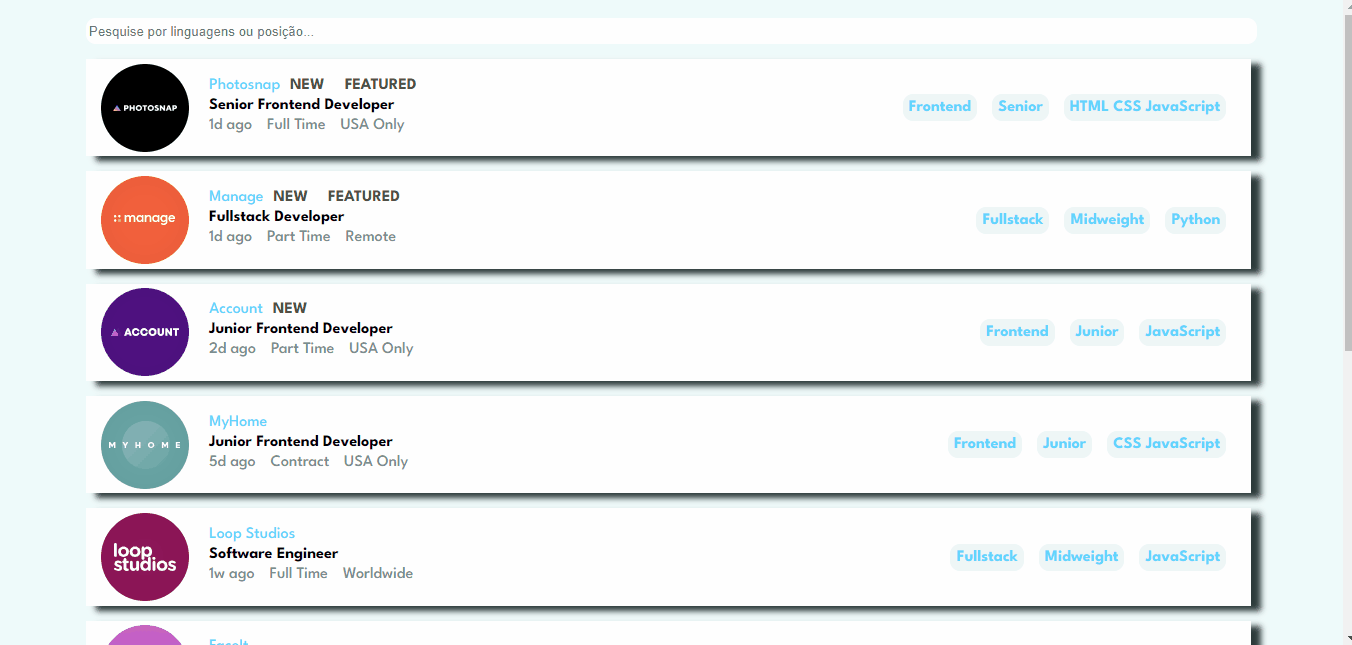 Pesquise por linguagens ou posição...
PHOTOSNAP
Photosnap NEW FEATURED
Senior Frontend Developer
1d ago Full Time USA Only
Frontend Senior HTML CSS JavaScript
manage
Manage NEW FEATURED
Fullstack Developer
1d ago Part Time Remote
Fullstack Midweight Python
ACCOUNT
Account NEW
Junior Frontend Developer
2d ago Part Time USA Only
Frontend Junior JavaScript
MYHOME
MyHome
Junior Frontend Developer
5d ago Contract USA Only
Frontend Junior CSS JavaScript
loop
studios
Loop Studios
Software Engineer
1w ago Full Time Worldwide
Fullstack Midweight JavaScript